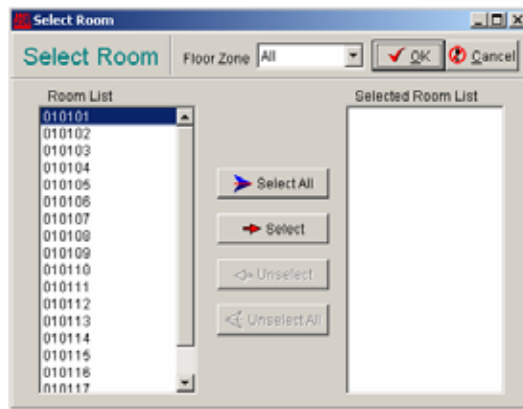 Select Room
Select Room
Floor Zone All
OK
Cancel
Room List
Selected Room List
010101
010102
010103
010104
010105
010106
010107
010108
010109
010110
010111
010112
010113
010114
010115
010116
010117
Select All
Select
Unselect
Unselect All